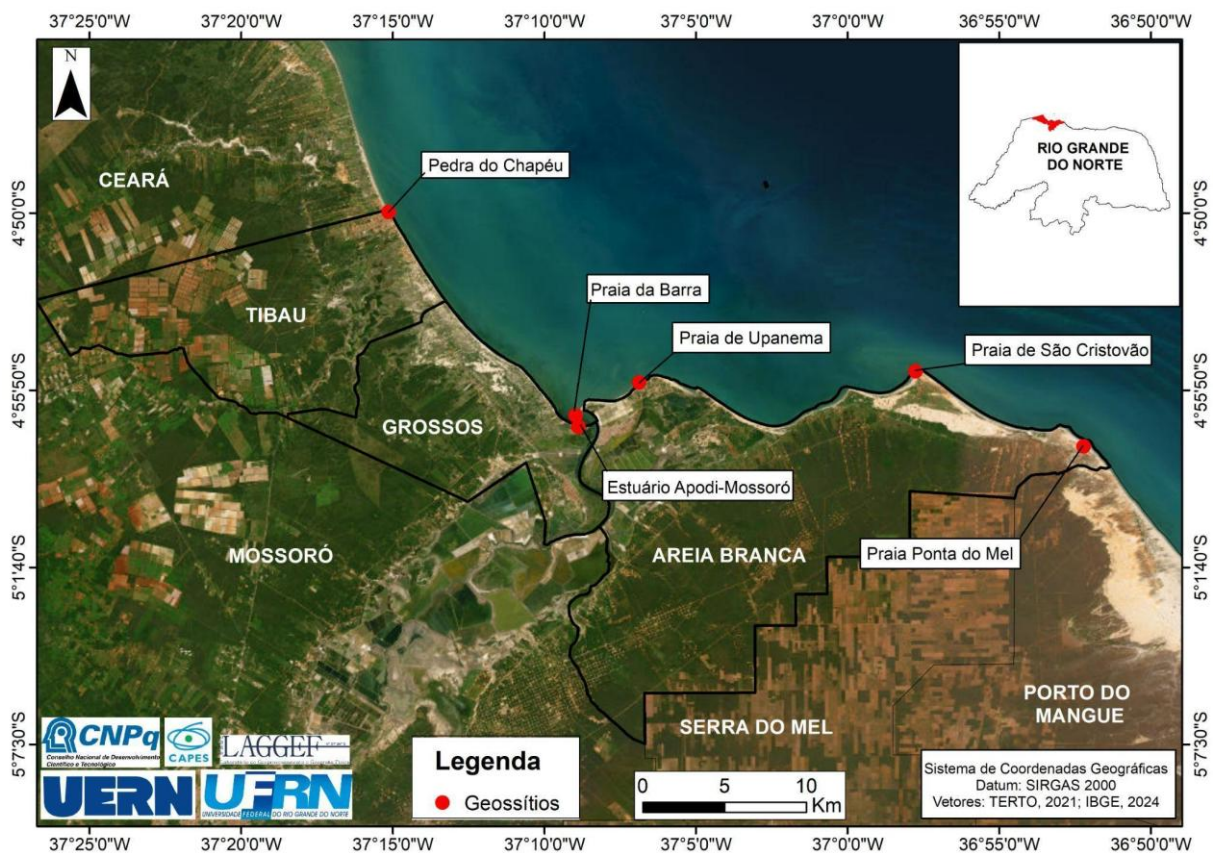 37°25'0"W
37°20'0"W
37°15'0"W
37°10'0"W
37°5'0"W
37°0'0"W
36°55'0"W
36°50'0"W
N
RIO GRANDE
DO NORTE
Pedra do Chapéu
CEARÁ
4°50'0"S
4°50'0"S
Praia da Barra
TIBAU
Praia de Upanema
Praia de São Cristovão
4°55'50"S
4°55'50"S
GROSSOS
Estuário Apodi-Mossoró
MOSSORÓ
AREIA BRANCA
Praia Ponta do Mel
5°1'40"S
5°1'40"S
PORTO DO
MANGUE
SERRA DO MEL
CNPq
Conselho Nacional de Desenvolvimento
Científico e Tecnológico
CAPES
LAGGEF
UERN
UFRN
UNIVERSIDADE FEDERAL DO RIO GRANDE DO NORTE
Legenda
Geossítios
0 5 10
Km
Sistema de Coordenadas Geográficas
Datum: SIRGAS 2000
Vetores: TERTO, 2021; IBGE, 2024
5°7'30"S
5°7'30"S
37°25'0"W
37°20'0"W
37°15'0"W
37°10'0"W
37°5'0"W
37°0'0"W
36°55'0"W
36°50'0"W